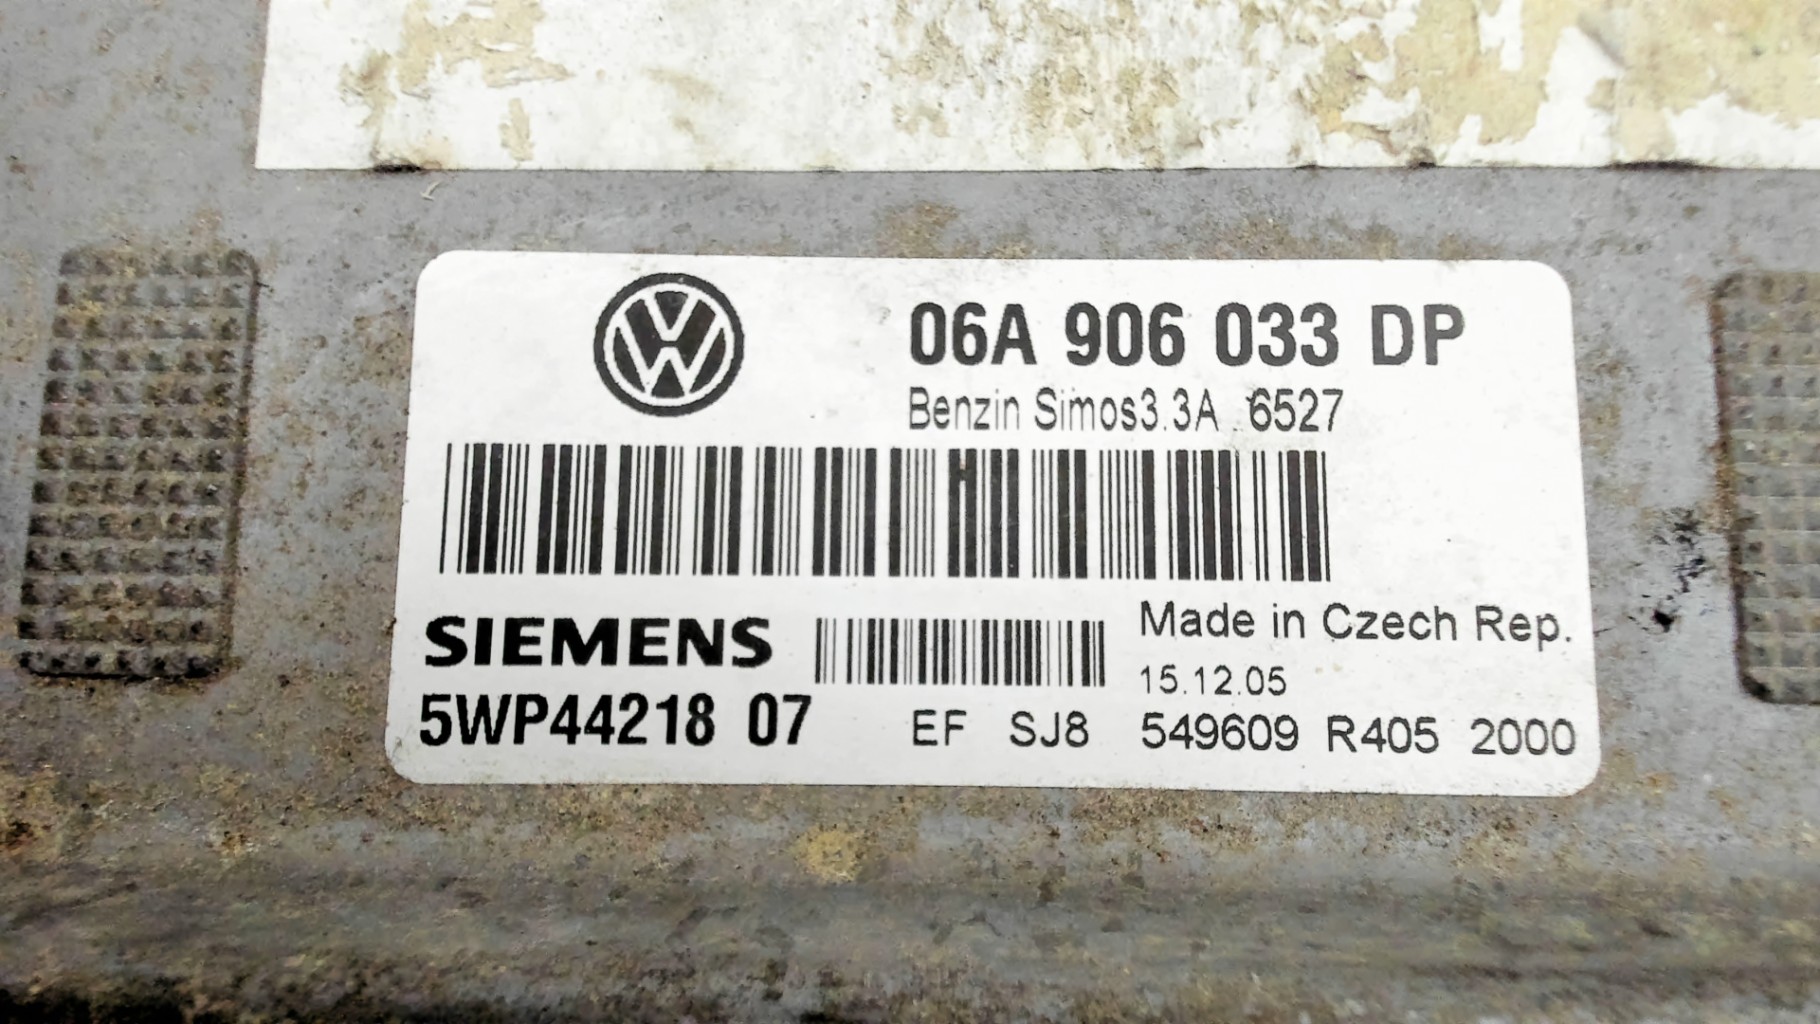 06A 906 033 DP
Benzin Simos3.3A 6527
SIEMENS
Made in Czech Rep.
15.12.05
5WP44218 07
EF SJ8 549609 R405 2000